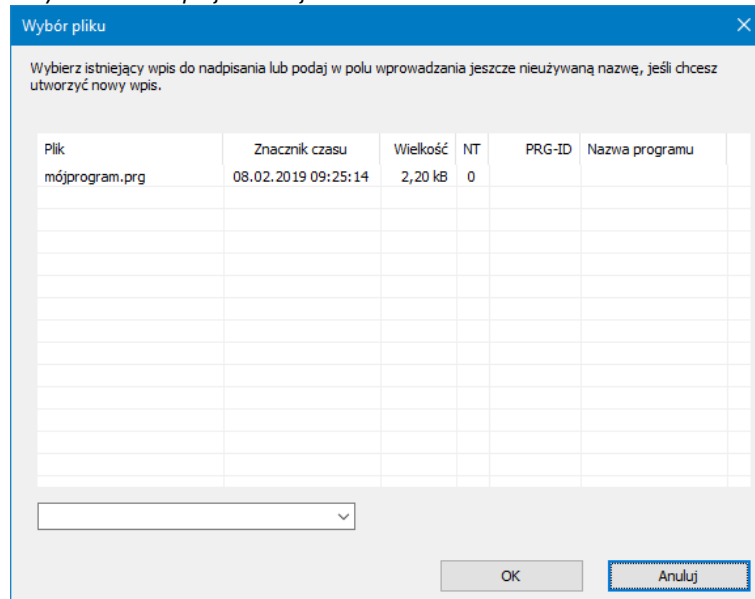 Wybór pliku
Wybierz istniejący wpis do nadpisania lub podaj w polu wprowadzania jeszcze nieużywaną nazwę, jeśli chcesz
utworzyć nowy wpis.
Plik Znacznik czasu Wielkość NT PRG-ID Nazwa programu
mójprogram.prg 08.02.2019 09:25:14 2,20 kB 0
OK Anuluj